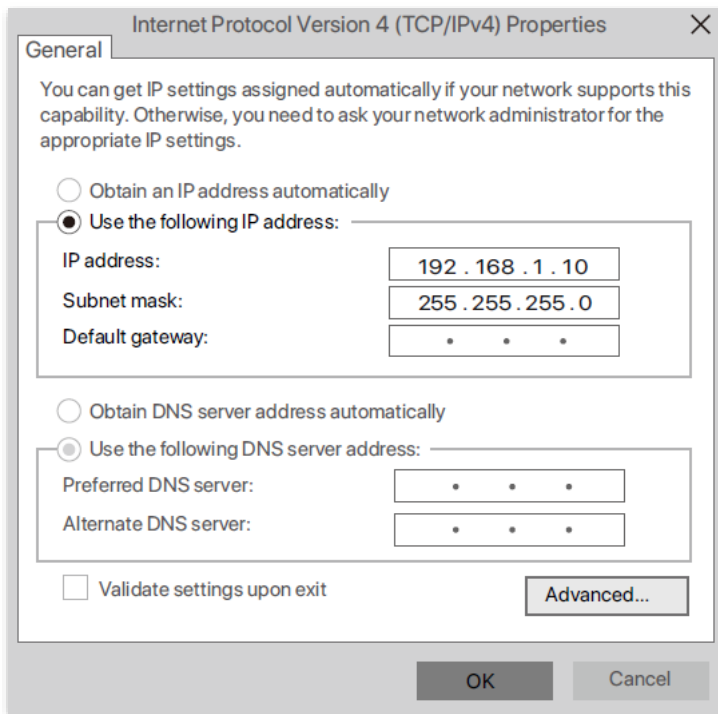 Internet Protocol Version 4 (TCP/IPv4) Properties
General
You can get IP settings assigned automatically if your network supports this
capability. Otherwise, you need to ask your network administrator for the
appropriate IP settings.
Obtain an IP address automatically
Use the following IP address:
IP address: 192 . 168 . 1 . 10
Subnet mask: 255 . 255 . 255 . 0
Default gateway: . . .
Obtain DNS server address automatically
Use the following DNS server address:
Preferred DNS server: . . .
Alternate DNS server: . . .
Validate settings upon exit
Advanced...
OK Cancel